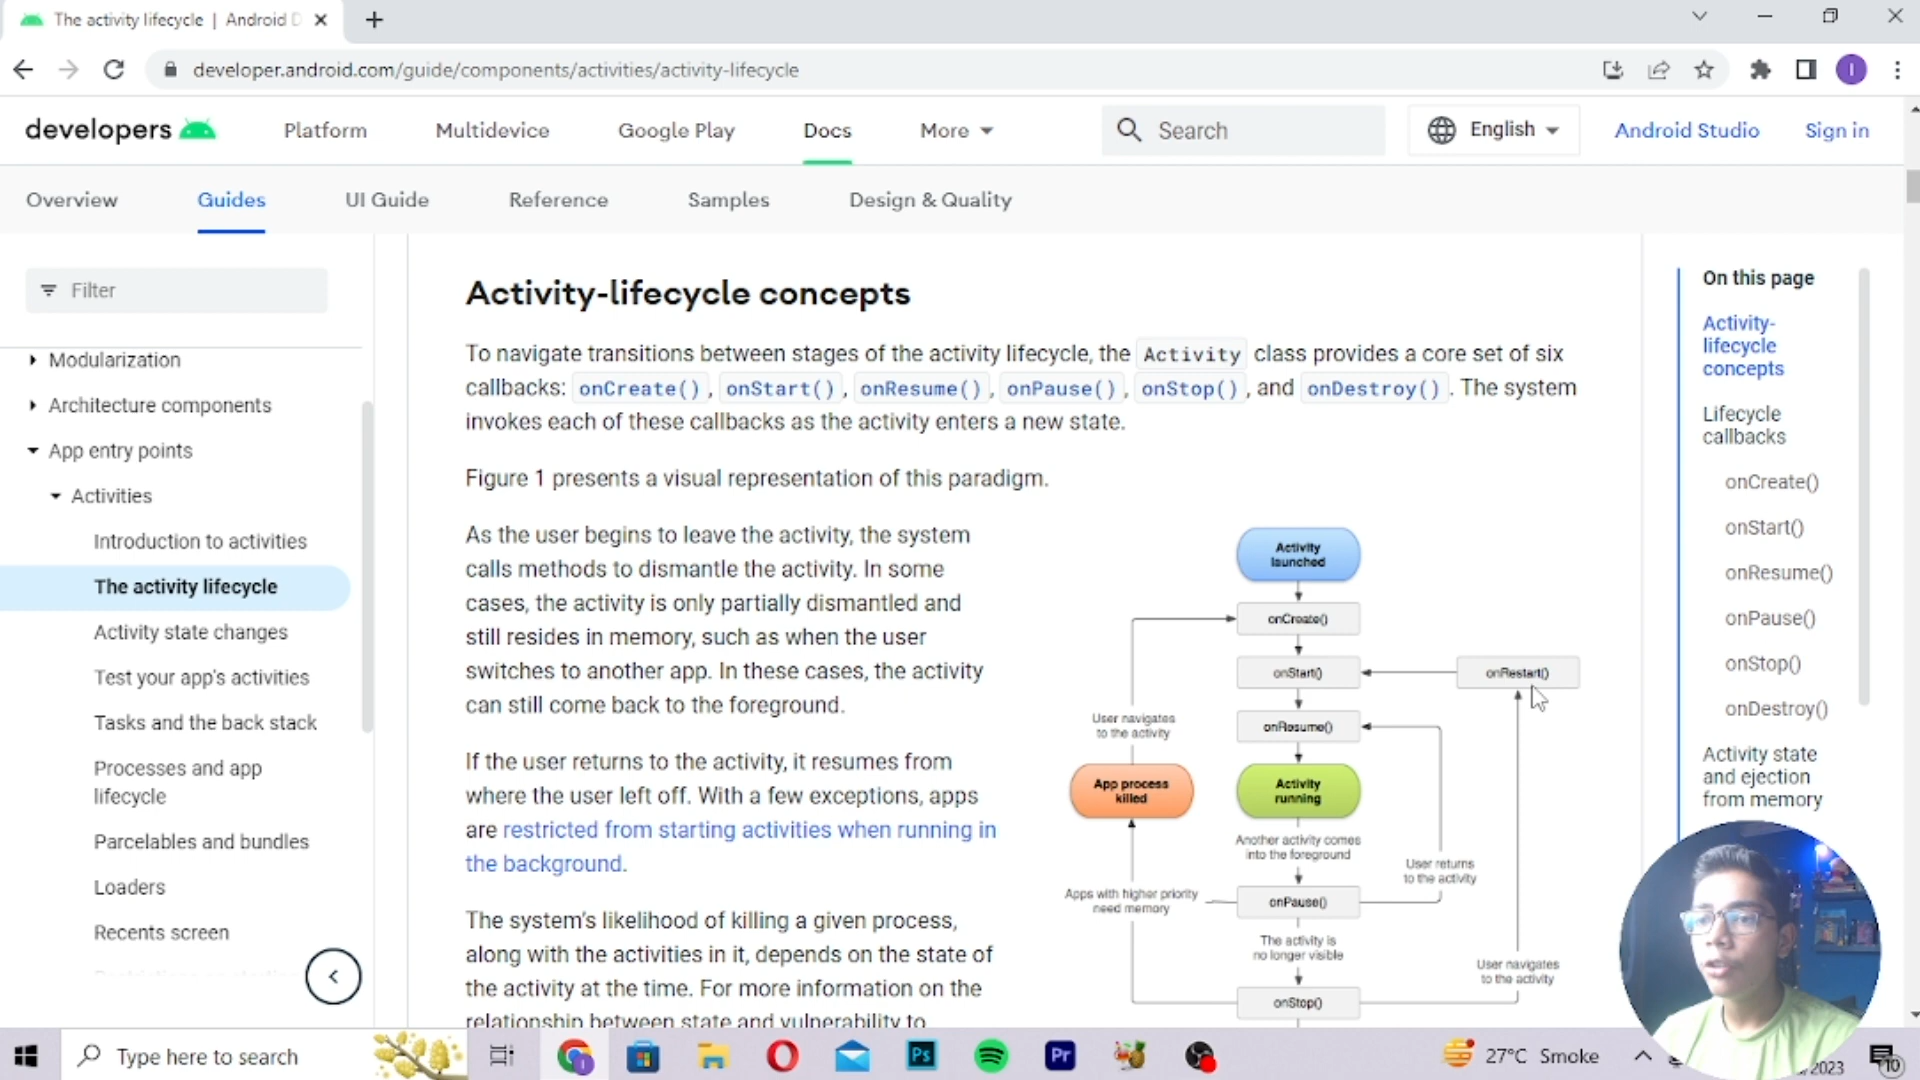 The activity lifecycle | Android D
developer.android.com/guide/components/activities/activity-lifecycle
I
developers
Platform
Multidevice
Google Play
Docs
More
Search
English
Android Studio
Sign in
Overview
Guides
UI Guide
Reference
Samples
Design & Quality
Filter
Modularization
Architecture components
App entry points
Activities
Introduction to activities
The activity lifecycle
Activity state changes
Test your app's activities
Tasks and the back stack
Processes and app
lifecycle
Parcelables and bundles
Loaders
Recents screen
Activity-lifecycle concepts
To navigate transitions between stages of the activity lifecycle, the Activity class provides a core set of six
callbacks: onCreate(), onStart(), onResume(), onPause(), onStop(), and onDestroy(). The system
invokes each of these callbacks as the activity enters a new state.
Figure 1 presents a visual representation of this paradigm.
As the user begins to leave the activity, the system
calls methods to dismantle the activity. In some
cases, the activity is only partially dismantled and
still resides in memory, such as when the user
switches to another app. In these cases, the activity
can still come back to the foreground.
If the user returns to the activity, it resumes from
where the user left off. With a few exceptions, apps
are restricted from starting activities when running in
the background.
The system's likelihood of killing a given process,
along with the activities in it, depends on the state of
the activity at the time. For more information on the
relationship between state and vulnerability to
Activity
launched
onCreate()
onStart()
onRestart()
onResume()
User navigates
to the activity
App process
killed
Activity
running
Another activity comes
into the foreground
User returns
to the activity
Apps with higher priority
need memory
onPause()
The activity is
no longer visible
User navigates
to the activity
onStop()
On this page
Activity-
lifecycle
concepts
Lifecycle
callbacks
onCreate()
onStart()
onResume()
onPause()
onStop()
onDestroy()
Activity state
and ejection
from memory
Type here to search
Ps
Pr
27°C Smoke
/2023
10